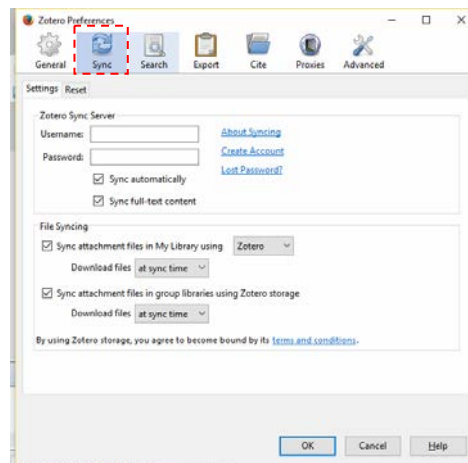 Zotero Preferences
General Sync Search Export Cite Proxies Advanced
Settings Reset
Zotero Sync Server
Username: About Syncing
Create Account
Password:
Lost Password?
Sync automatically
Sync full-text content
File Syncing
Sync attachment files in My Library using Zotero
Download files at sync time
Sync attachment files in group libraries using Zotero storage
Download files at sync time
By using Zotero storage, you agree to become bound by its terms and conditions.
OK Cancel Help